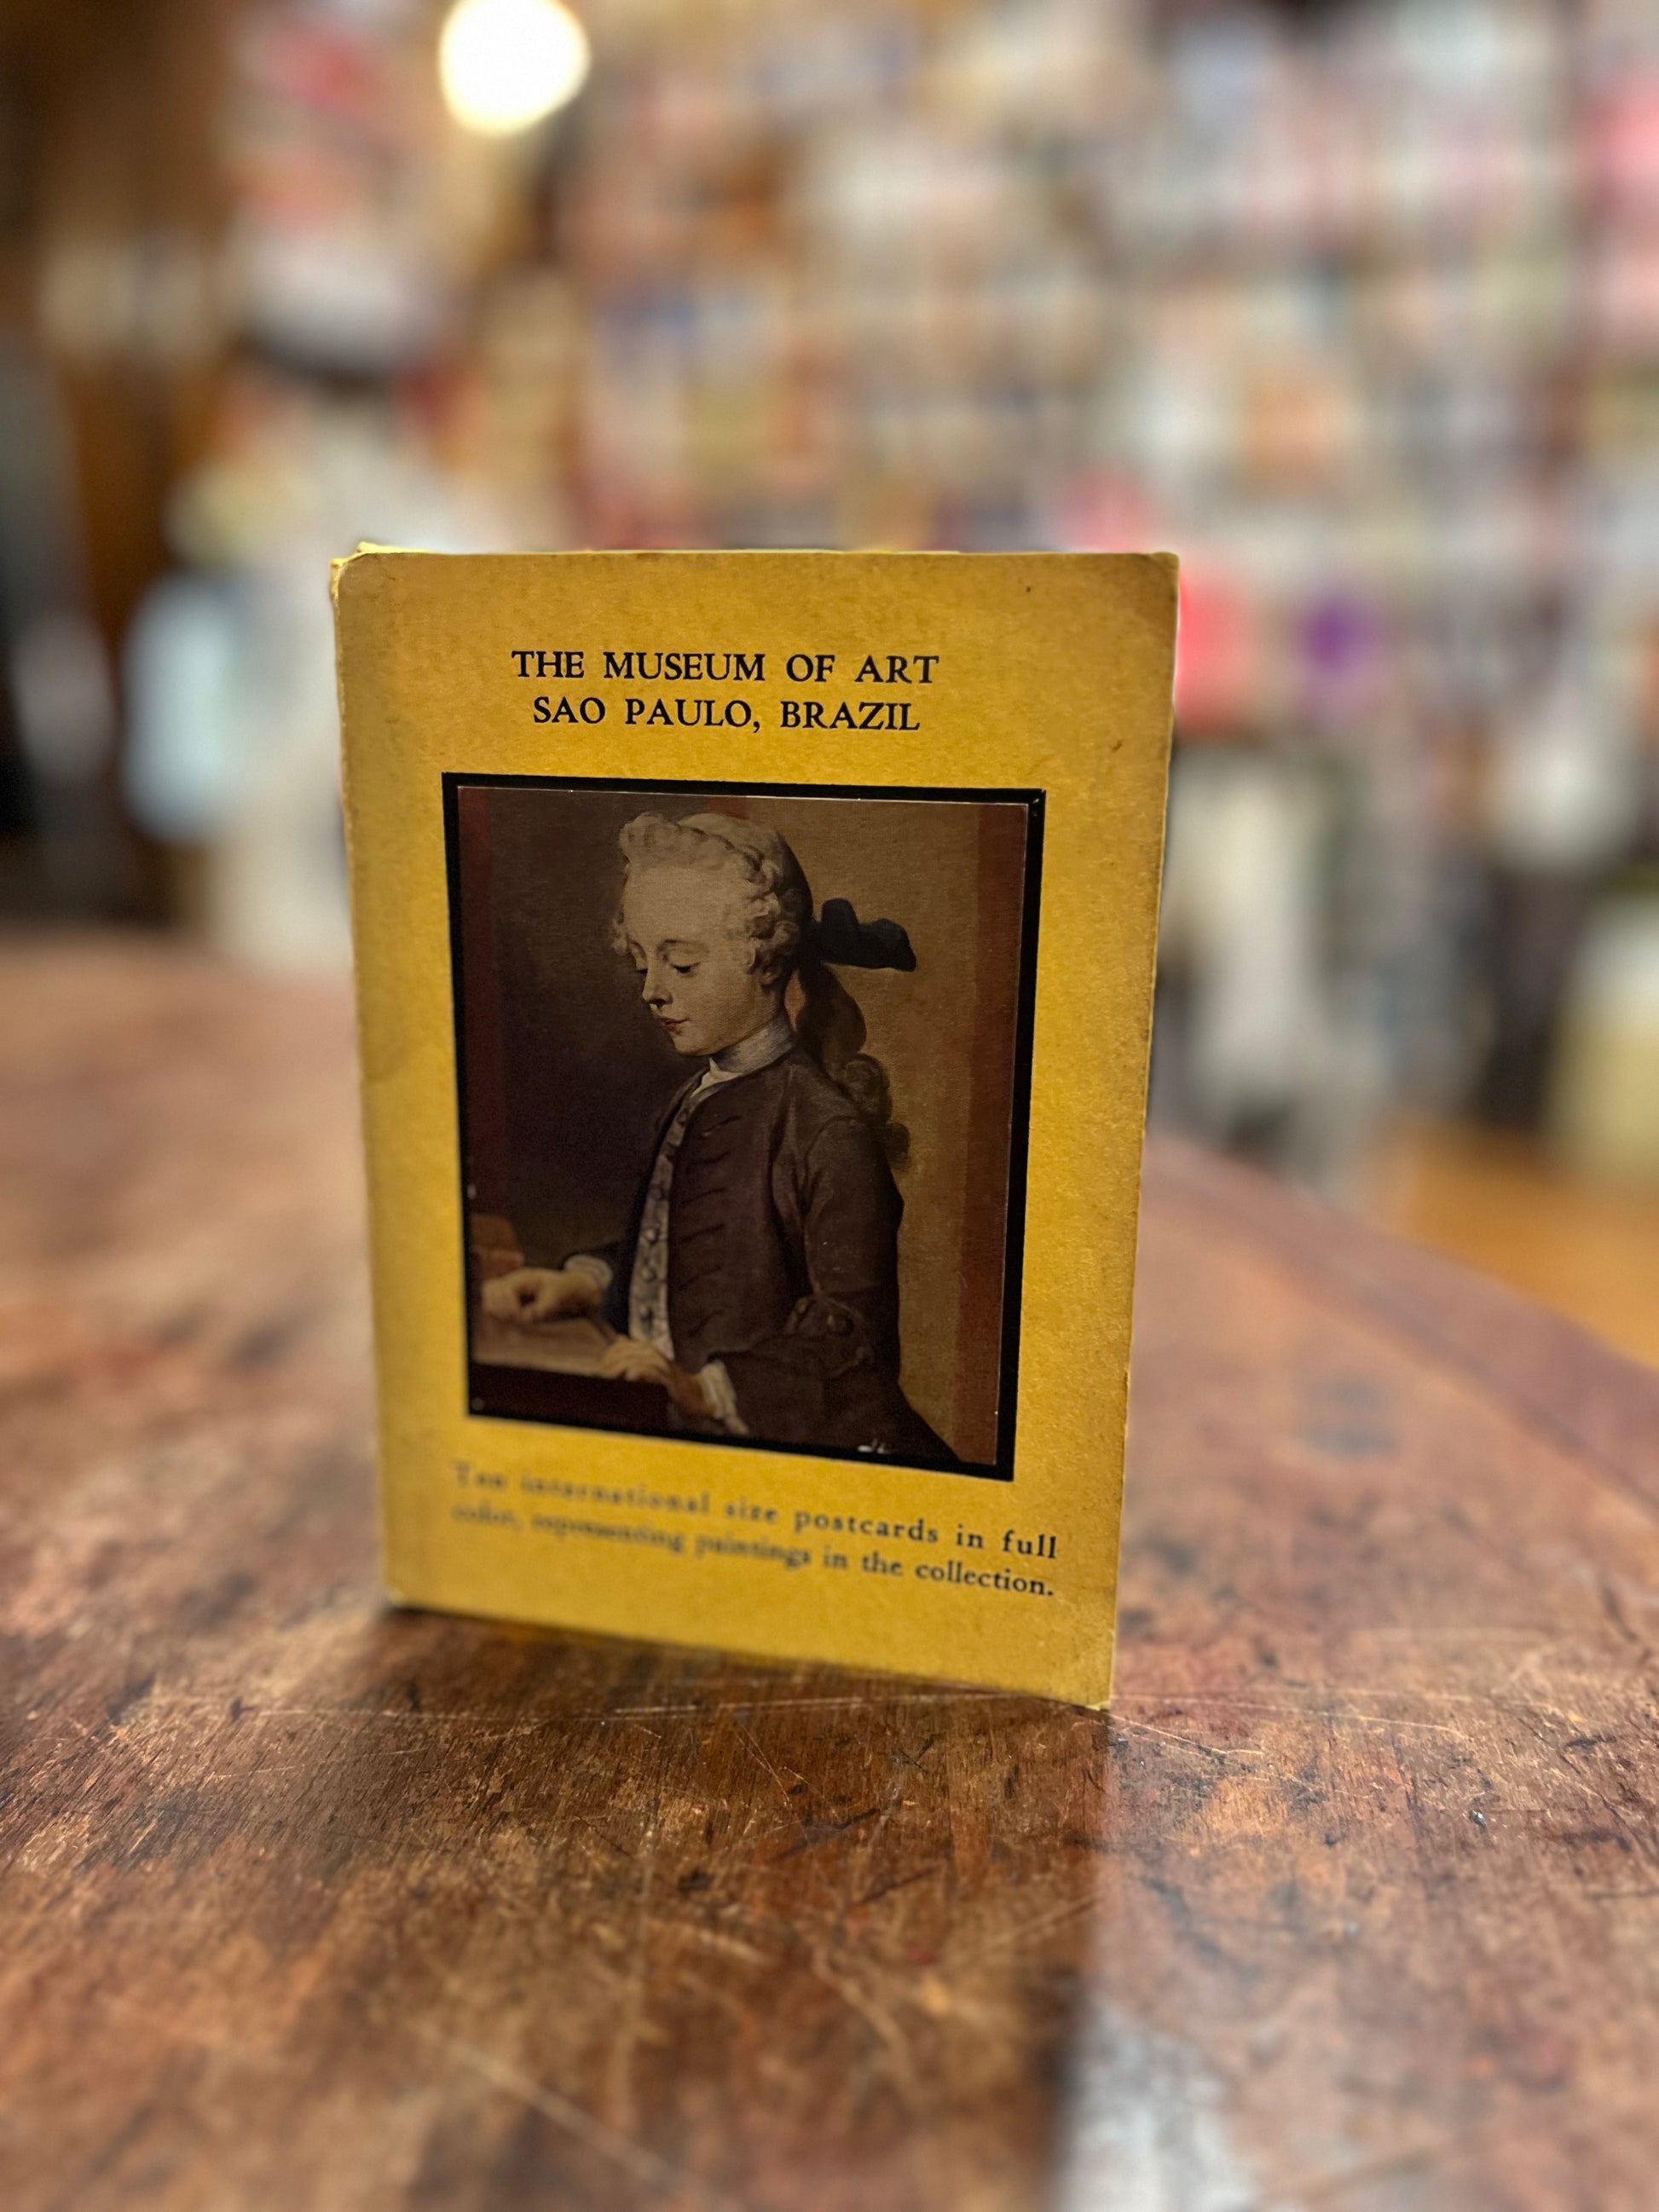 THE MUSEUM OF ART
SAO PAULO, BRAZIL
Ten international size postcards in full
color, representing paintings in the collection.